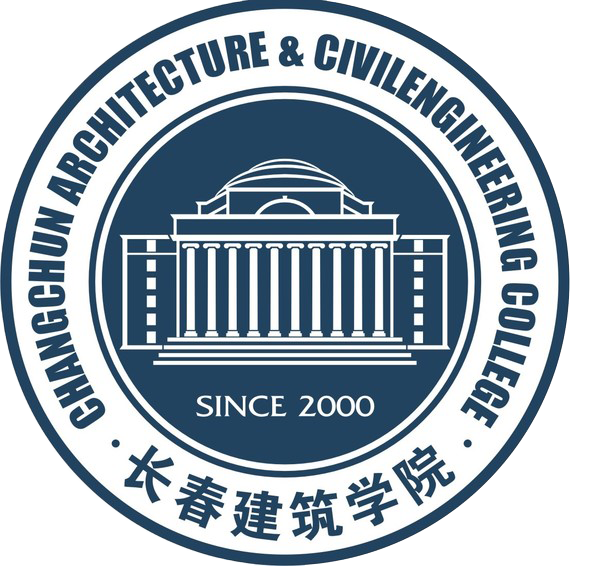 CHANGCHUN ARCHITECTURE & CIVILENGINEERING COLLEGE
SINCE 2000
·长春建筑学院·